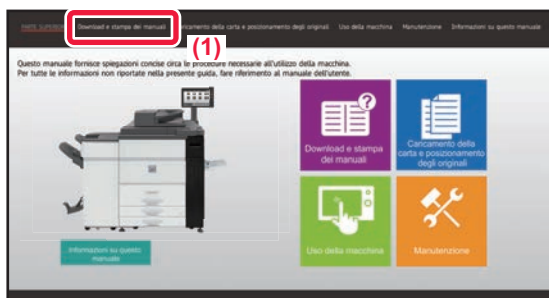 PARTE SUPERIORE Download e stampa dei manuali Caricamento della carta e posizionamento degli originali Uso della macchina Manutenzione Informazioni su questo manuale
(1)
Questo manuale fornisce spiegazioni concise circa le procedure necessarie all'utilizzo della macchina.
Per tutte le informazioni non riportate nella presente guida, fare riferimento al manuale dell'utente.
Download e stampa
dei manuali
Caricamento della
carta e posizionamento
degli originali
Uso della macchina
Manutenzione
Informazioni su questo
manuale